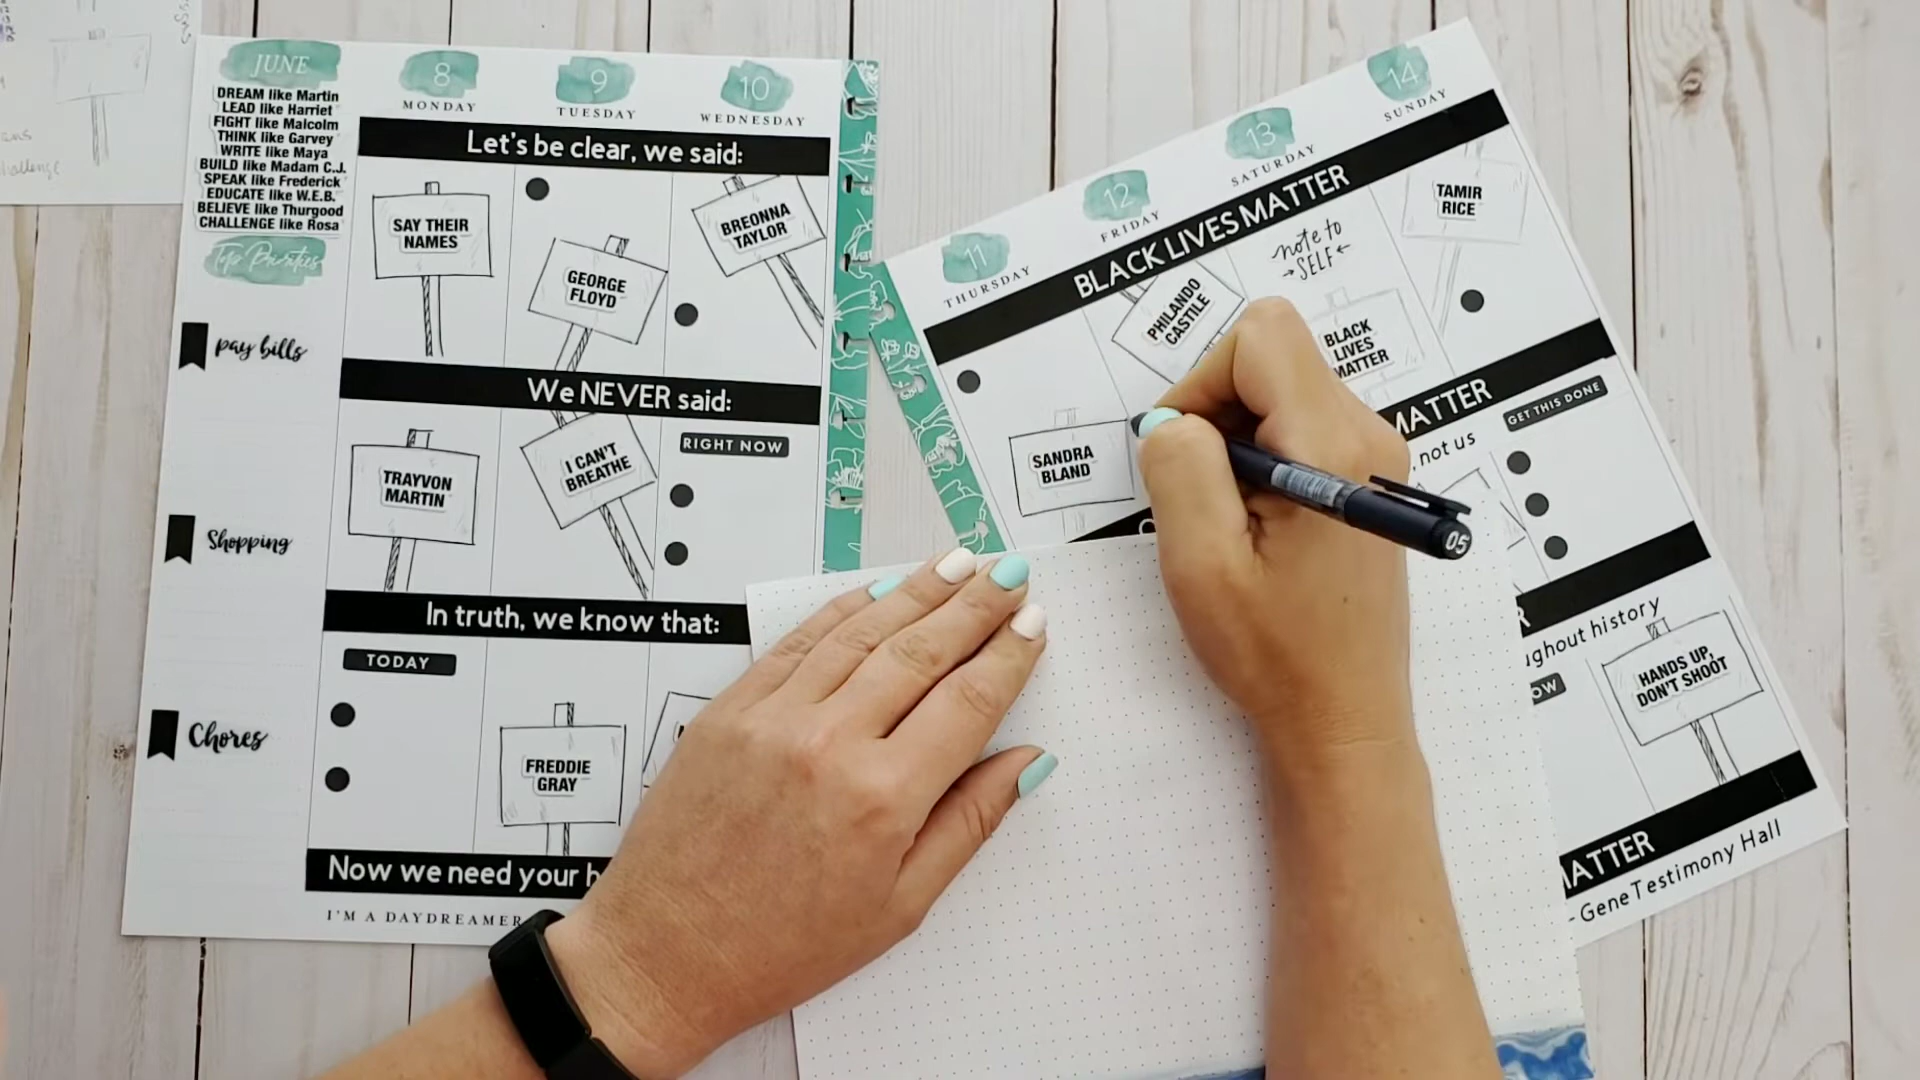 JUNE
DREAM like Martin
LEAD like Harriet
FIGHT like Malcolm
THINK like Garvey
WRITE like Maya
BUILD like Madam C.J.
SPEAK like Frederick
EDUCATE like W.E.B.
BELIEVE like Thurgood
CHALLENGE like Rosa
Top Priorities
pay bills
Shopping
Chores
8
MONDAY
9
TUESDAY
10
WEDNESDAY
Let's be clear, we said:
SAY THEIR
NAMES
GEORGE
FLOYD
BREONNA
TAYLOR
We NEVER said:
TRAYVON
MARTIN
I CAN'T
BREATHE
RIGHT NOW
In truth, we know that:
TODAY
FREDDIE
GRAY
Now we need your
I'M A DAYDREAMER
11
THURSDAY
12
FRIDAY
13
SATURDAY
14
SUNDAY
BLACK LIVES MATTER
PHILANDO
CASTILE
note to
SELF
TAMIR
RICE
BLACK
LIVES
MATTER
SANDRA
BLAND
MATTER
, not us
GET THIS DONE
history
HANDS UP,
DON'T SHOOT
- Gene Testimony Hall
05